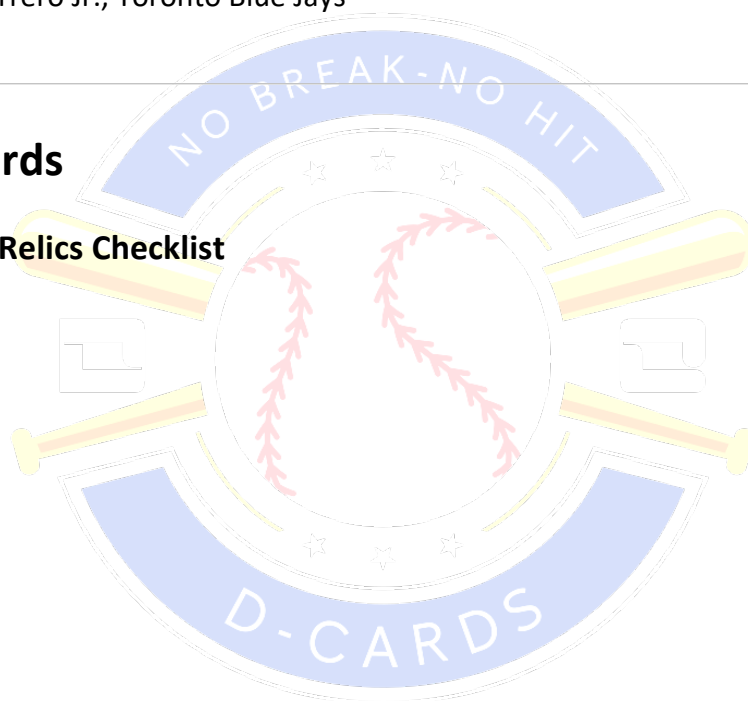 rrero Jr., Toronto Blue Jays
NO BREAK-NO HIT
rds
Relics Checklist
D-CARDS